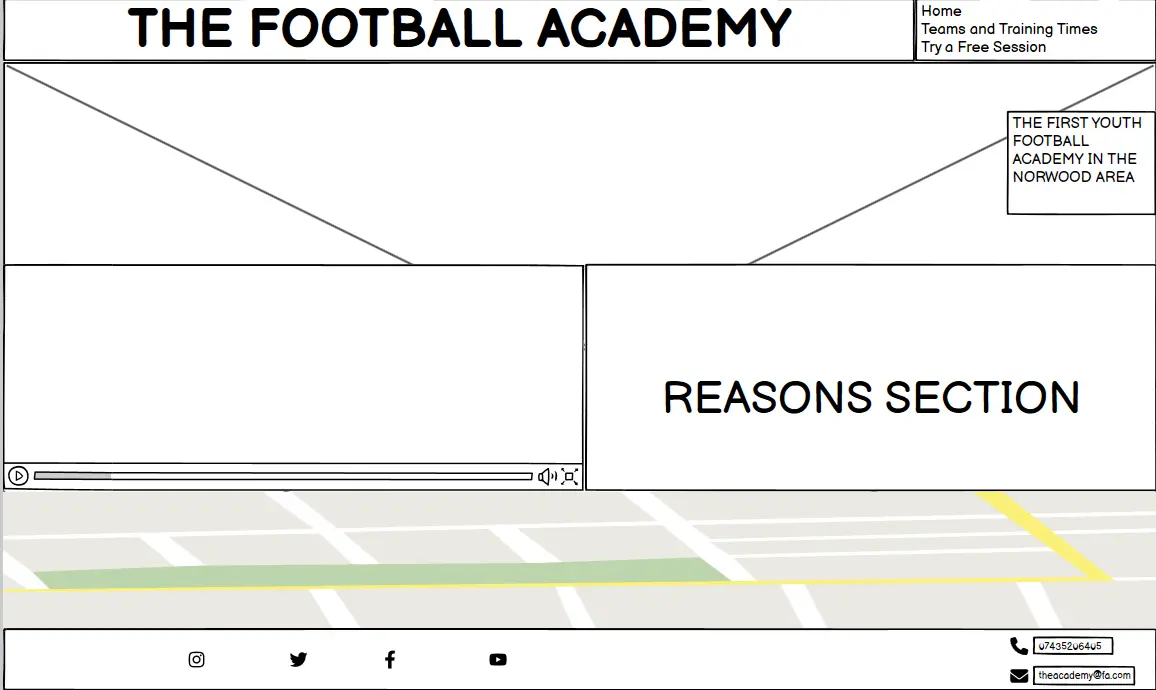 THE FOOTBALL ACADEMY
Home
Teams and Training Times
Try a Free Session
THE FIRST YOUTH
FOOTBALL
ACADEMY IN THE
NORWOOD AREA
REASONS SECTION
07435206405
theacademy@fa.com